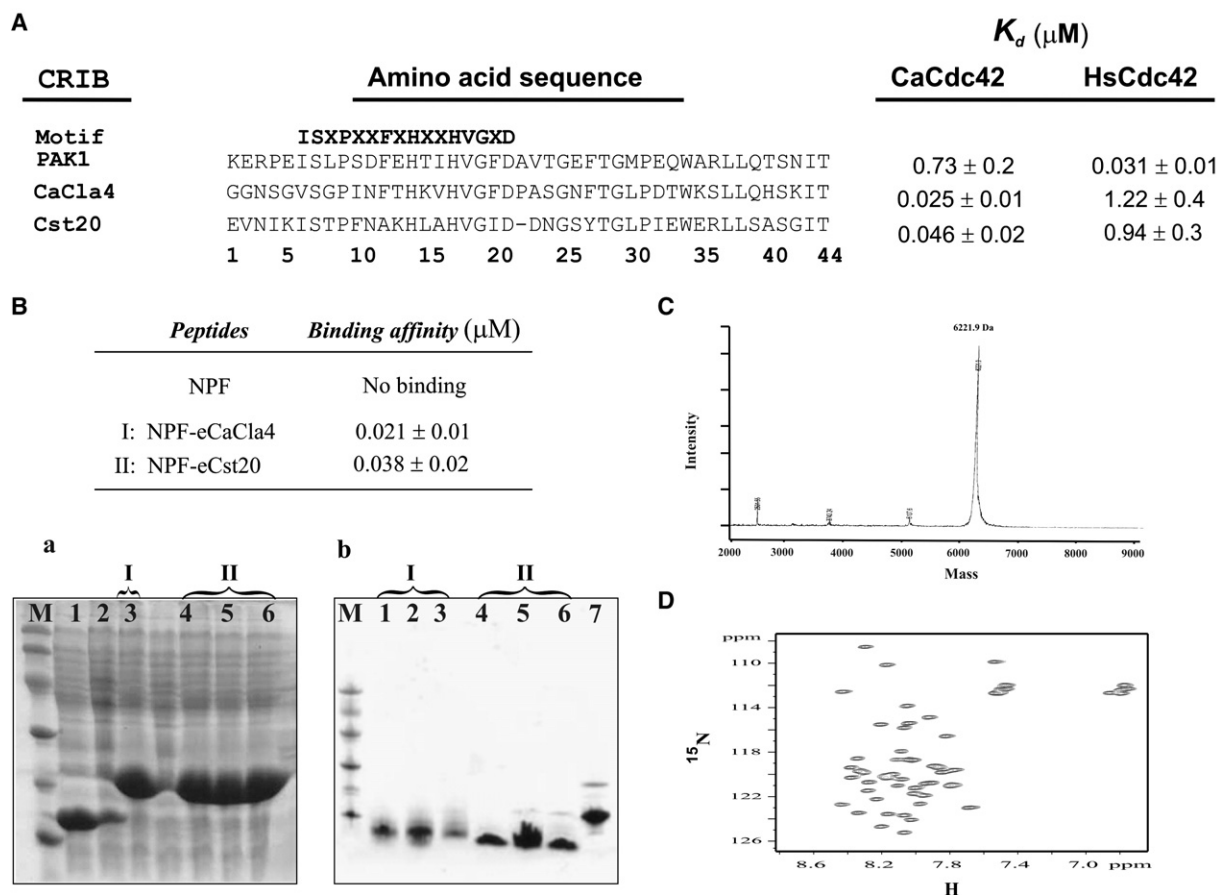 A
K_d (μM)
CRIB Amino acid sequence CaCdc42 HsCdc42
Motif ISXPXXFXHXXHVGXD
PAK1 KERPEISLPSDFEHTIHVGFDAVTGEFTGMPEQWARLLQTSNIT 0.73 ± 0.2 0.031 ± 0.01
CaCla4 GGNSGVSGPINFTHKVHVGFDPASGNFTGLPDTWKSLLQHSKIT 0.025 ± 0.01 1.22 ± 0.4
Cst20 EVNIKISTPFNAKHLAHVGID-DNGSYTGLPIEWERLLSASGIT 0.046 ± 0.02 0.94 ± 0.3
1 5 10 15 20 25 30 35 40 44
B
Peptides Binding affinity (μM)
NPF No binding
I: NPF-eCaCla4 0.021 ± 0.01
II: NPF-eCst20 0.038 ± 0.02
a
I II
M 1 2 3 4 5 6
b
I II
M 1 2 3 4 5 6 7
C
6221.9 Da
Intensity
2000 3000 4000 5000 6000 7000 8000 9000
Mass
D
ppm
110
114
118
122
126
15N
8.6 8.2 7.8 7.4 7.0 ppm
H